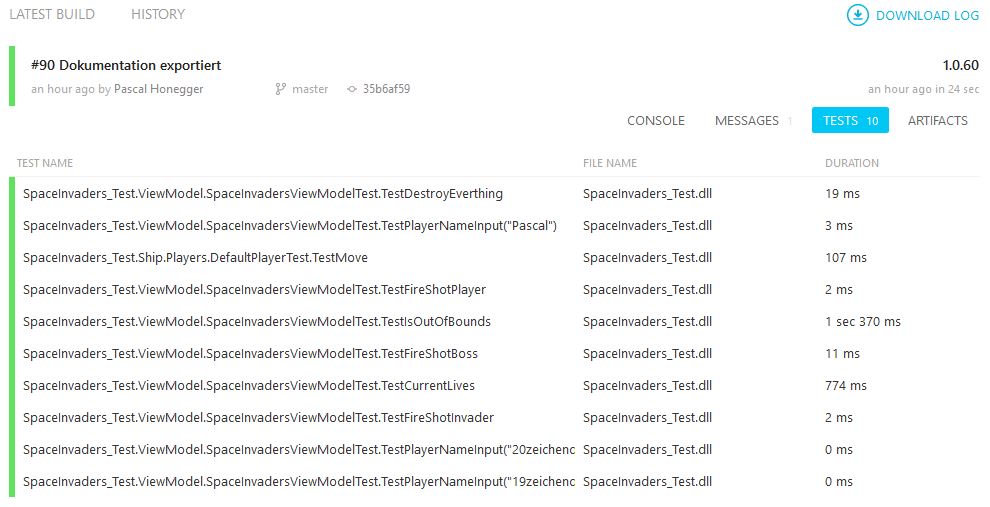 LATEST BUILD HISTORY DOWNLOAD LOG
#90 Dokumentation exportiert 1.0.60
an hour ago by Pascal Honegger master 35b6af59 an hour ago in 24 sec
CONSOLE MESSAGES 1 TESTS 10 ARTIFACTS
TEST NAME FILE NAME DURATION
SpaceInvaders_Test.ViewModel.SpaceInvadersViewModelTest.TestDestroyEverthing SpaceInvaders_Test.dll 19 ms
SpaceInvaders_Test.ViewModel.SpaceInvadersViewModelTest.TestPlayerNameInput("Pascal") SpaceInvaders_Test.dll 3 ms
SpaceInvaders_Test.Ship.Players.DefaultPlayerTest.TestMove SpaceInvaders_Test.dll 107 ms
SpaceInvaders_Test.ViewModel.SpaceInvadersViewModelTest.TestFireShotPlayer SpaceInvaders_Test.dll 2 ms
SpaceInvaders_Test.ViewModel.SpaceInvadersViewModelTest.TestIsOutOfBounds SpaceInvaders_Test.dll 1 sec 370 ms
SpaceInvaders_Test.ViewModel.SpaceInvadersViewModelTest.TestFireShotBoss SpaceInvaders_Test.dll 11 ms
SpaceInvaders_Test.ViewModel.SpaceInvadersViewModelTest.TestCurrentLives SpaceInvaders_Test.dll 774 ms
SpaceInvaders_Test.ViewModel.SpaceInvadersViewModelTest.TestFireShotInvader SpaceInvaders_Test.dll 2 ms
SpaceInvaders_Test.ViewModel.SpaceInvadersViewModelTest.TestPlayerNameInput("20zeichenc SpaceInvaders_Test.dll 0 ms
SpaceInvaders_Test.ViewModel.SpaceInvadersViewModelTest.TestPlayerNameInput("19zeichenc SpaceInvaders_Test.dll 0 ms